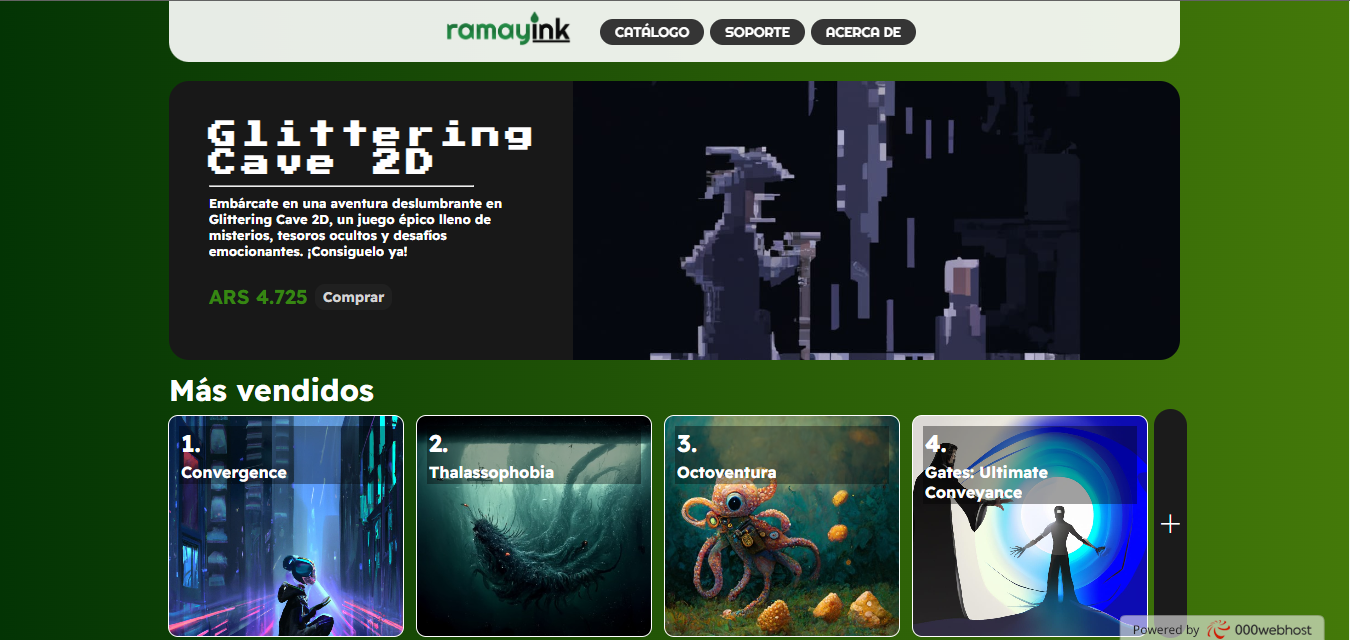 ramayink
CATÁLOGO
SOPORTE
ACERCA DE
Glittering
Cave 2D
Embárcate en una aventura deslumbrante en
Glittering Cave 2D, un juego épico lleno de
misterios, tesoros ocultos y desafíos
emocionantes. ¡Consiguelo ya!
ARS 4.725
Comprar
Más vendidos
1.
Convergence
2.
Thalassophobia
3.
Octoventura
4.
Gates: Ultimate
Conveyance
+
Powered by 000webhost